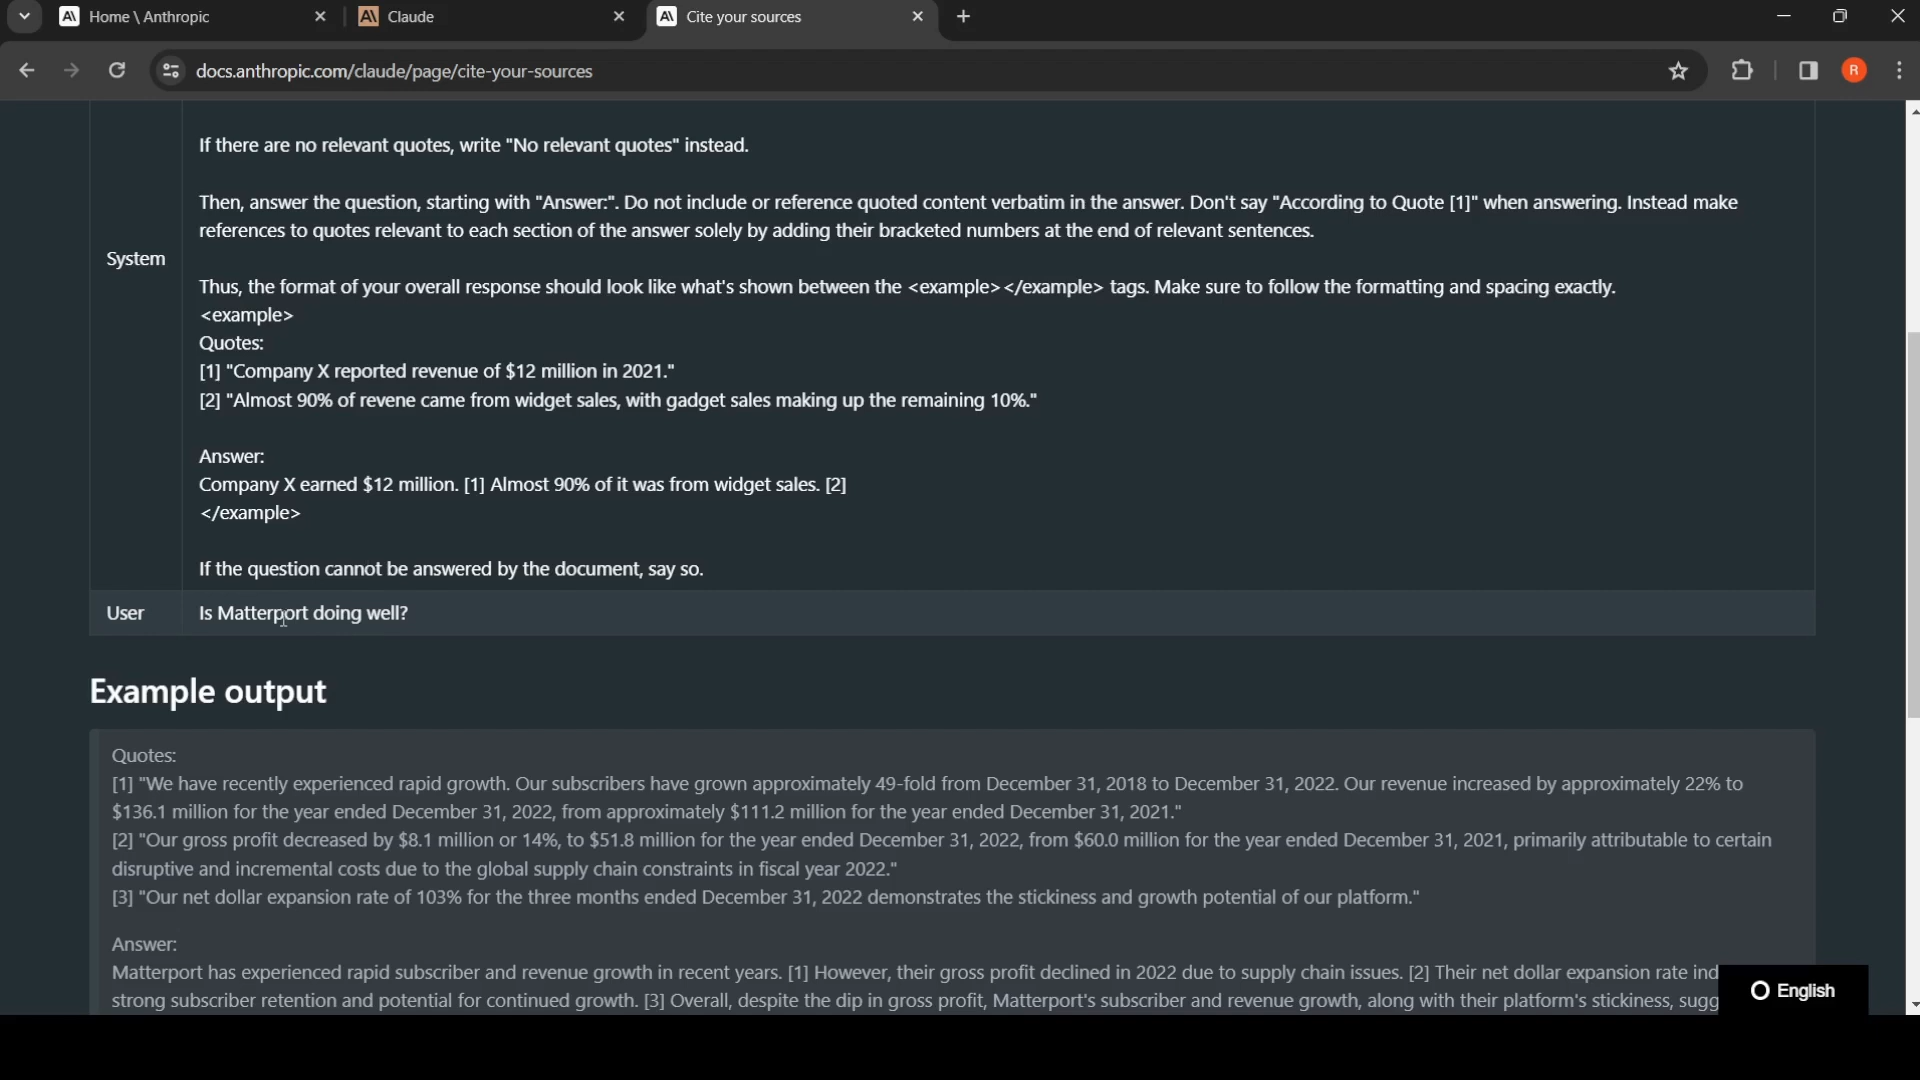 Home \ Anthropic
Claude
Cite your sources
docs.anthropic.com/claude/page/cite-your-sources
R
If there are no relevant quotes, write "No relevant quotes" instead.
Then, answer the question, starting with "Answer:". Do not include or reference quoted content verbatim in the answer. Don't say "According to Quote [1]" when answering. Instead make
references to quotes relevant to each section of the answer solely by adding their bracketed numbers at the end of relevant sentences.
System
Thus, the format of your overall response should look like what's shown between the <example></example> tags. Make sure to follow the formatting and spacing exactly.
<example>
Quotes:
[1] "Company X reported revenue of $12 million in 2021."
[2] "Almost 90% of revene came from widget sales, with gadget sales making up the remaining 10%."
Answer:
Company X earned $12 million. [1] Almost 90% of it was from widget sales. [2]
</example>
If the question cannot be answered by the document, say so.
User Is Matterport doing well?
Example output
Quotes:
[1] "We have recently experienced rapid growth. Our subscribers have grown approximately 49-fold from December 31, 2018 to December 31, 2022. Our revenue increased by approximately 22% to
$136.1 million for the year ended December 31, 2022, from approximately $111.2 million for the year ended December 31, 2021."
[2] "Our gross profit decreased by $8.1 million or 14%, to $51.8 million for the year ended December 31, 2022, from $60.0 million for the year ended December 31, 2021, primarily attributable to certain
disruptive and incremental costs due to the global supply chain constraints in fiscal year 2022."
[3] "Our net dollar expansion rate of 103% for the three months ended December 31, 2022 demonstrates the stickiness and growth potential of our platform."
Answer:
Matterport has experienced rapid subscriber and revenue growth in recent years. [1] However, their gross profit declined in 2022 due to supply chain issues. [2] Their net dollar expansion rate ind
strong subscriber retention and potential for continued growth. [3] Overall, despite the dip in gross profit, Matterport's subscriber and revenue growth, along with their platform's stickiness, sugg
English